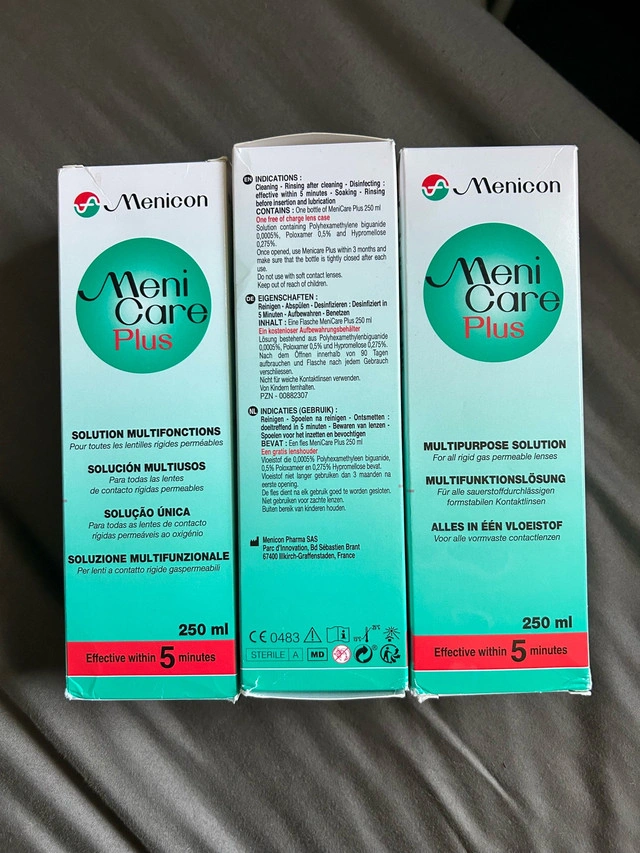 Menicon
Meni
Care
Plus
SOLUTION MULTIFONCTIONS
Pour toutes les lentilles rigides perméables
SOLUCIÓN MULTIUSOS
Para todas las lentes
de contacto rígidas permeables
SOLUÇÃO ÚNICA
Para todas as lentes de contacto
rígidas permeáveis ao oxigénio
SOLUZIONE MULTIFUNZIONALE
Per lenti a contatto rigide gaspermeabili
250 ml
Effective within 5 minutes
EN INDICATIONS :
Cleaning - Rinsing after cleaning - Disinfecting :
effective within 5 minutes - Soaking - Rinsing
before insertion and lubrication
CONTAINS : One bottle of MeniCare Plus 250 ml
One free of charge lens case
Solution containing Polyhexamethylene biguanide
0,0005%, Poloxamer 0,5% and Hypromellose
0,275%.
Once opened, use Menicare Plus within 3 months and
make sure that the bottle is tightly closed after each
use.
Do not use with soft contact lenses.
Keep out of reach of children.
DE EIGENSCHAFTEN :
Reinigen - Abspülen - Desinfizieren : Desinfiziert in
5 Minuten - Aufbewahren - Benetzen
INHALT : Eine Flasche MeniCare Plus 250 ml
Ein kostenloser Aufbewahrungsbehälter
Lösung bestehend aus Polyhexamethylenbiguanide
0,0005%, Poloxamer 0,5% und Hypromellose 0,275%.
Nach dem Öffnen innerhalb von 90 Tagen
aufbrauchen und Flasche nach jedem Gebrauch
verschliessen.
Nicht für weiche Kontaktlinsen verwenden.
Von Kindern fernhalten.
PZN - 00882307
NL INDICATIES (GEBRUIK) :
Reinigen - Spoelen na reinigen - Ontsmetten :
doeltreffend in 5 minuten - Bewaren van lenzen -
Spoelen voor het inzetten en bevochtigen
BEVAT : Een fles MeniCare Plus 250 ml
Een gratis lenshouder
Vloeistof die 0,0005% Polyhexamethylene biguanide,
0,5% Poloxameer en 0,275% Hypromellose bevat.
Vloeistof niet langer gebruiken dan 3 maanden na
eerste opening.
De fles dient na elk gebruik goed te worden gesloten.
Niet gebruiken voor zachte lenzen.
Buiten bereik van kinderen houden.
Menicon Pharma SAS
Parc d'Innovation, Bd Sébastien Brant
67400 Illkirch-Graffenstaden, France
CE 0483
25°C
STERILE A MD
Menicon
Meni
Care
Plus
MULTIPURPOSE SOLUTION
For all rigid gas permeable lenses
MULTIFUNKTIONSLÖSUNG
Für alle sauerstoffdurchlässigen
formstabilen Kontaktlinsen
ALLES IN ÉÉN VLOEISTOF
Voor alle vormvaste contactlenzen
250 ml
Effective within 5 minutes